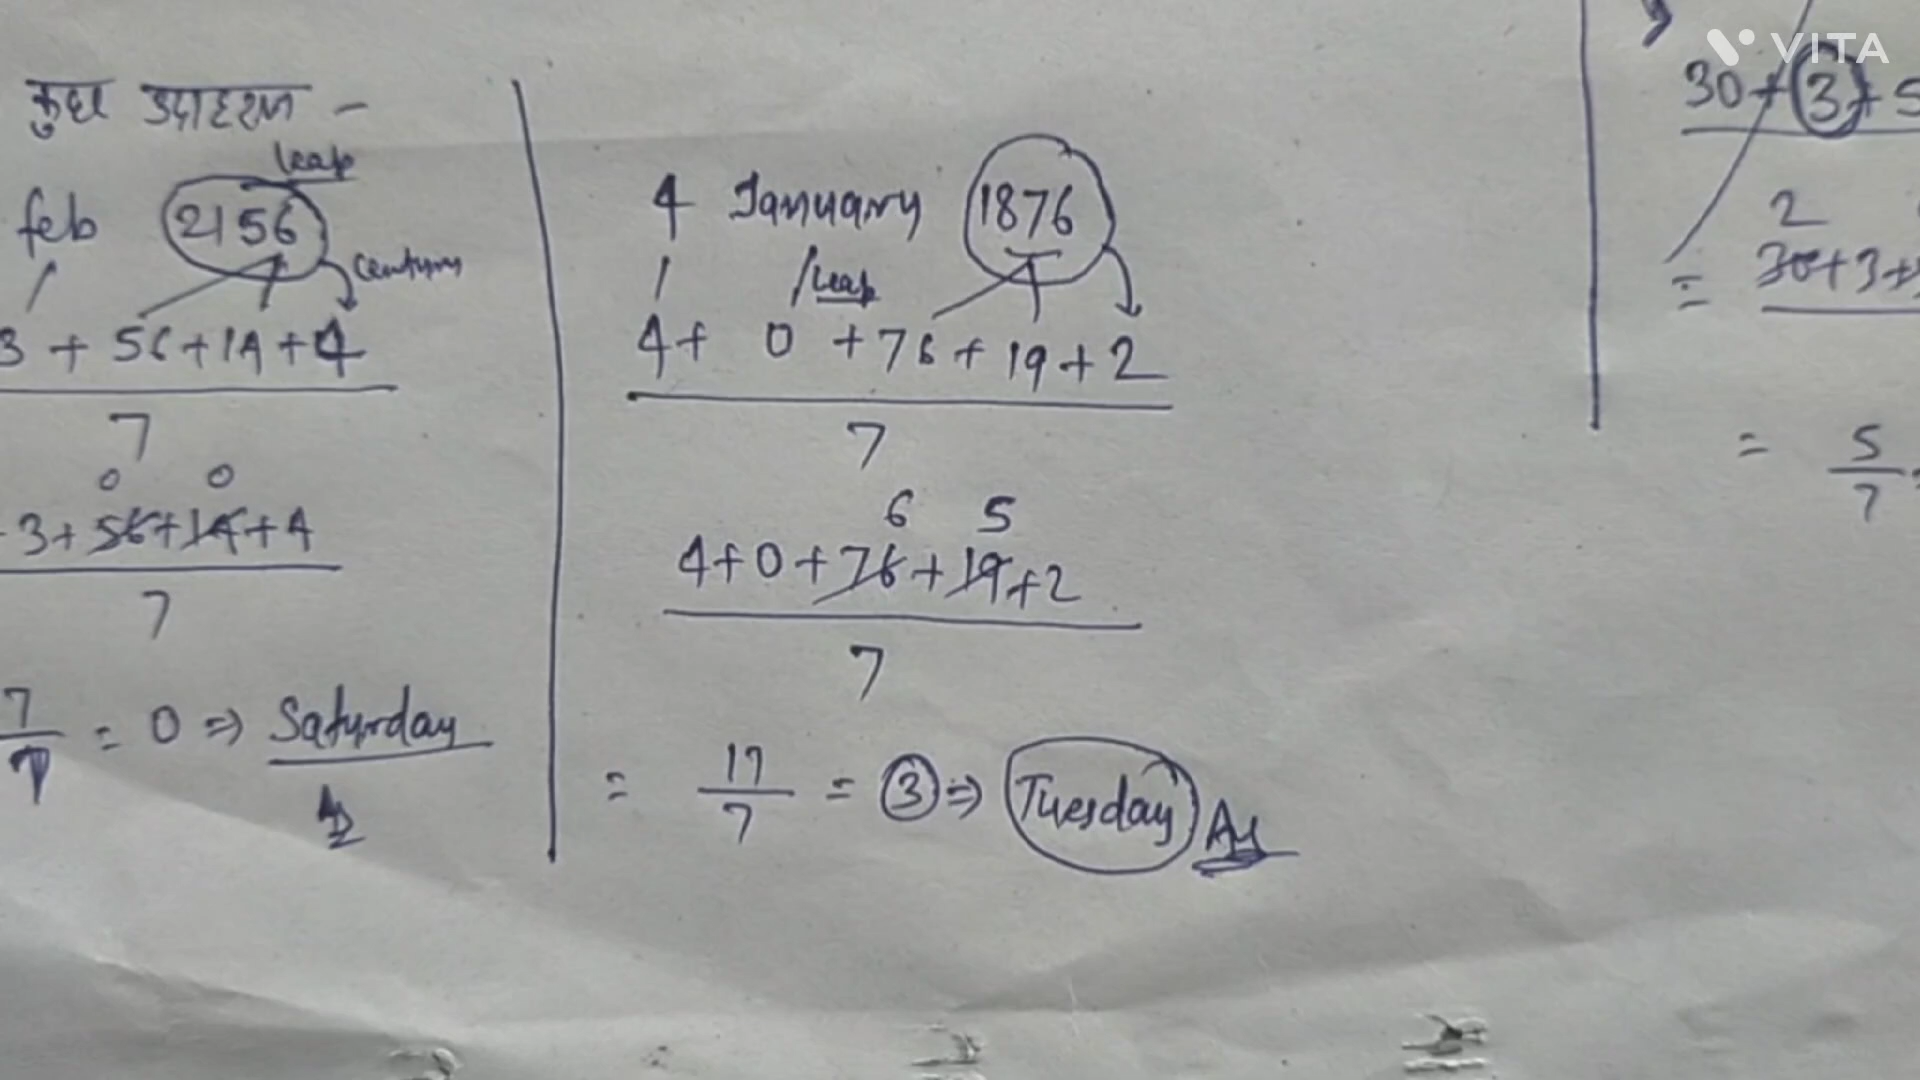 कुछ उदाहरण –
leap
feb 2156
century
3 + 56 + 14 + 4
7
0 0
3 + 56 + 14 + 4
7
7
7 = 0 ⇒ Saturday
4 January 1876
leap
4 + 0 + 76 + 19 + 2
7
6 5
4 + 0 + 76 + 19 + 2
7
= 17
7 = 3 ⇒ Tuesday Ans
VITA
30 + 3 + 5
2
= 30 + 3 +
= 5
7